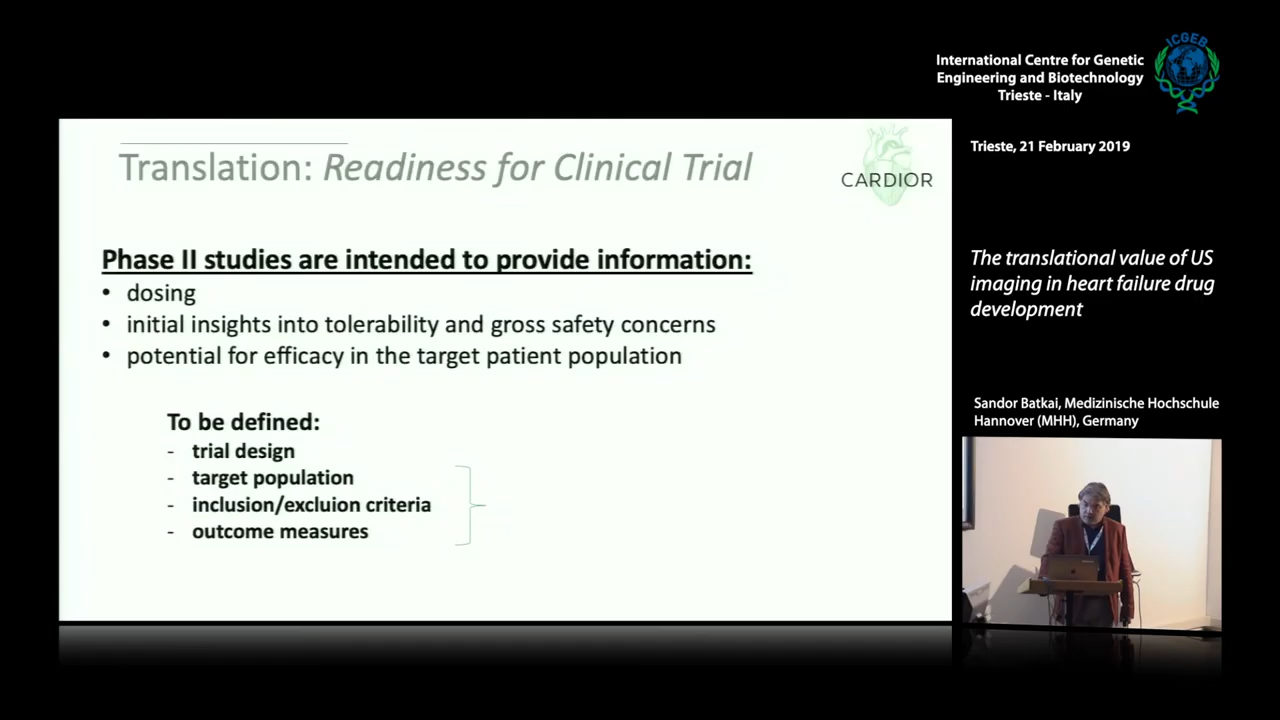 International Centre for Genetic
Engineering and Biotechnology
Trieste - Italy
ICGEB
Trieste, 21 February 2019
Translation: Readiness for Clinical Trial
CARDIOR
Phase II studies are intended to provide information:
• dosing
• initial insights into tolerability and gross safety concerns
• potential for efficacy in the target patient population
To be defined:
- trial design
- target population
- inclusion/excluion criteria
- outcome measures
The translational value of US
imaging in heart failure drug
development
Sandor Batkai, Medizinische Hochschule
Hannover (MHH), Germany